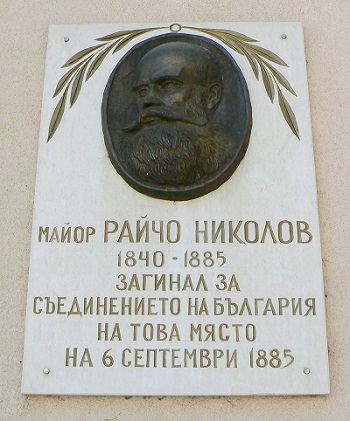 МАЙОР РАЙЧО НИКОЛОВ
1840-1885
ЗАГИНАЛ ЗА
СЪЕДИНЕНИЕТО НА БЪЛГАРИЯ
НА ТОВА МЯСТО
НА 6 СЕПТЕМВРИ 1885